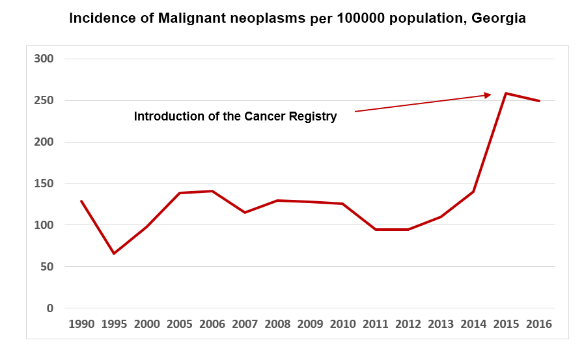 Incidence of Malignant neoplasms per 100000 population, Georgia
300
250
Introduction of the Cancer Registry
200
150
100
50
0
1990 1995 2000 2005 2006 2007 2008 2009 2010 2011 2012 2013 2014 2015 2016